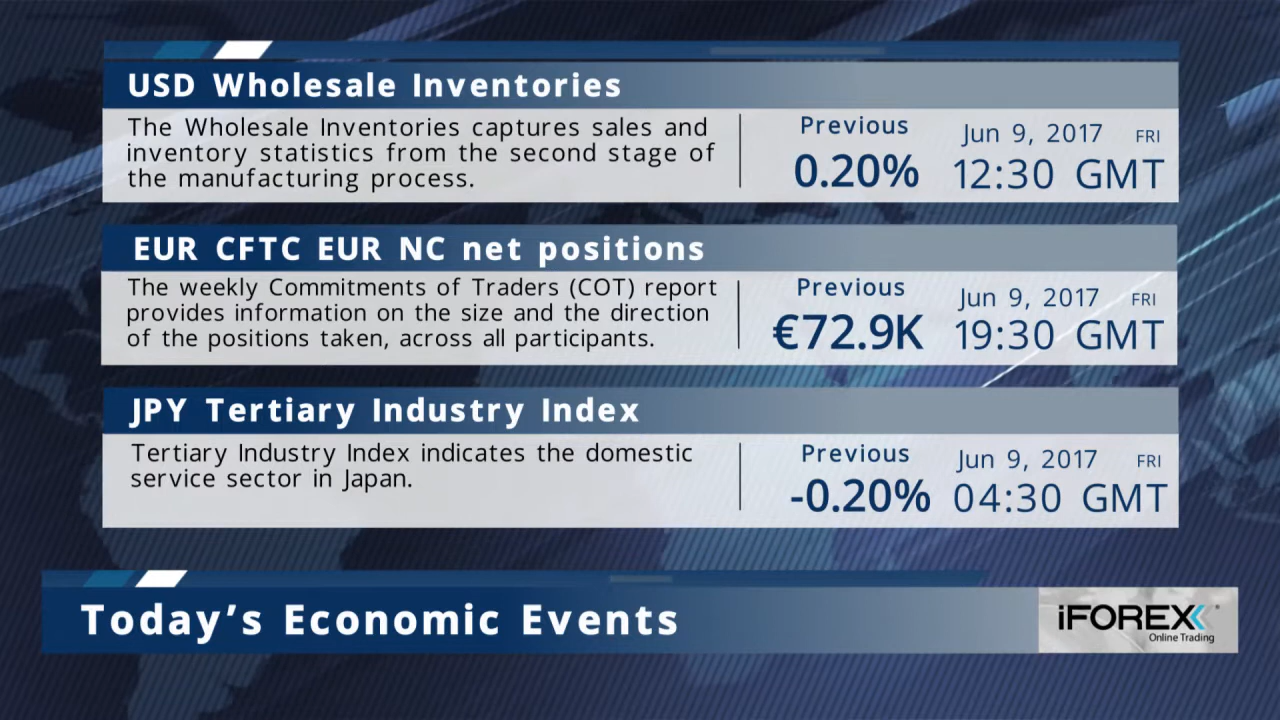 USD Wholesale Inventories
The Wholesale Inventories captures sales and
inventory statistics from the second stage of
the manufacturing process.
Previous
0.20%
Jun 9, 2017 FRI
12:30 GMT
EUR CFTC EUR NC net positions
The weekly Commitments of Traders (COT) report
provides information on the size and the direction
of the positions taken, across all participants.
Previous
€72.9K
Jun 9, 2017 FRI
19:30 GMT
JPY Tertiary Industry Index
Tertiary Industry Index indicates the domestic
service sector in Japan.
Previous
-0.20%
Jun 9, 2017 FRI
04:30 GMT
Today's Economic Events
iFOREX
Online Trading